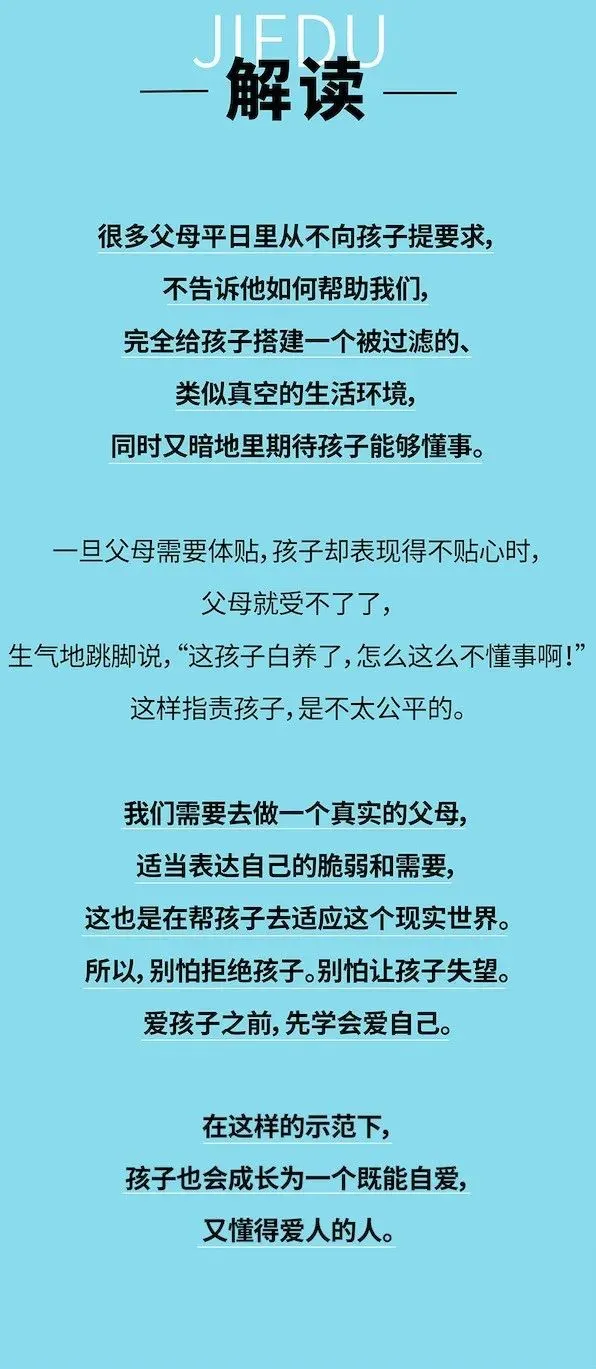 JIEDU
解读
很多父母平日里从不向孩子提要求,
不告诉他如何帮助我们,
完全给孩子搭建一个被过滤的、
类似真空的生活环境,
同时又暗地里期待孩子能够懂事。
一旦父母需要体贴,孩子却表现得不贴心时,
父母就受不了了,
生气地跳脚说,“这孩子白养了,怎么这么不懂事啊!”
这样指责孩子,是不太公平的。
我们需要去做一个真实的父母,
适当表达自己的脆弱和需要,
这也是在帮孩子去适应这个现实世界。
所以,别怕拒绝孩子。别怕让孩子失望。
爱孩子之前,先学会爱自己。
在这样的示范下,
孩子也会成长为一个既能自爱,
又懂得爱人的人。